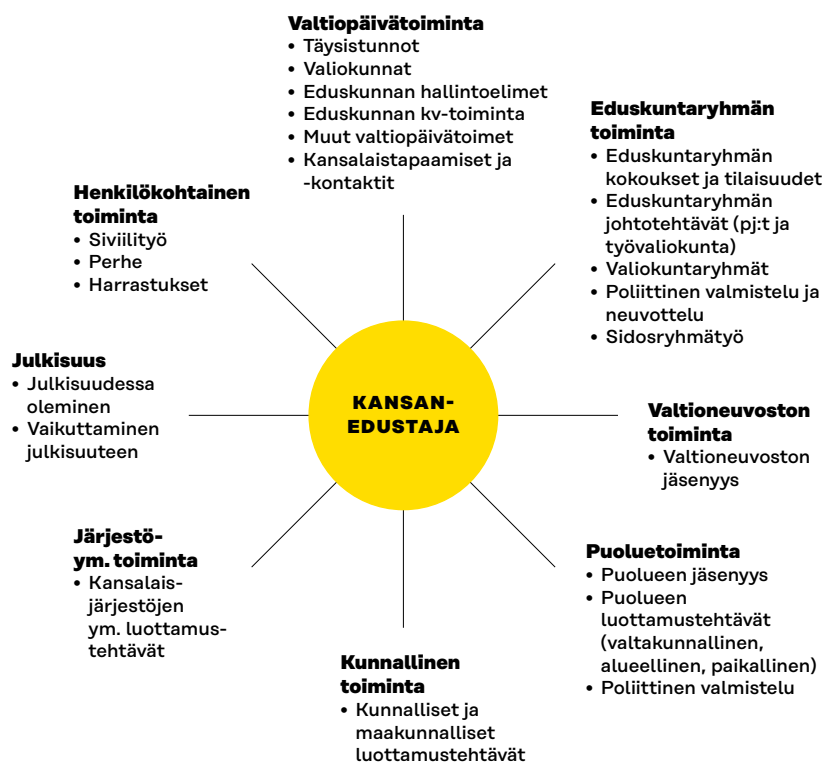 Valtiopäivätoiminta
• Täysistunnot
• Valiokunnat
• Eduskunnan hallintoelimet
• Eduskunnan kv-toiminta
• Muut valtiopäivätoimet
• Kansalaistapaamiset ja
-kontaktit
Eduskuntaryhmän
toiminta
• Eduskuntaryhmän
kokoukset ja tilaisuudet
• Eduskuntaryhmän
johtotehtävät (pj:t ja
työvaliokunta)
• Valiokuntaryhmät
• Poliittinen valmistelu ja
neuvottelu
• Sidosryhmätyö
Valtioneuvoston
toiminta
• Valtioneuvoston
jäsenyys
Puoluetoiminta
• Puolueen jäsenyys
• Puolueen
luottamustehtävät
(valtakunnallinen,
alueellinen, paikallinen)
• Poliittinen valmistelu
Kunnallinen
toiminta
• Kunnalliset ja
maakunnalliset
luottamustehtävät
Järjestö-
ym. toiminta
• Kansalais-
järjestöjen
ym. luottamus-
tehtävät
Julkisuus
• Julkisuudessa
oleminen
• Vaikuttaminen
julkisuuteen
Henkilökohtainen
toiminta
• Siviilityö
• Perhe
• Harrastukset
KANSAN-
EDUSTAJA